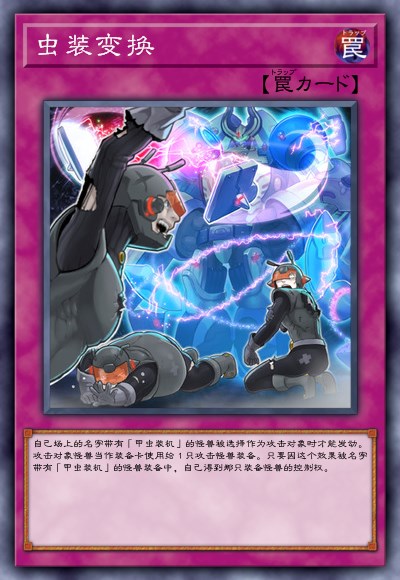 虫装变换
罠
トラップ
【罠カード】
トラップ
自己场上的名字带有「甲虫装机」的怪兽被选择作为攻击对象时才能发动。
攻击对象怪兽当作装备卡使用给1只攻击怪兽装备。只要因这个效果被名字
带有「甲虫装机」的怪兽装备中，自己得到那只装备怪兽的控制权。